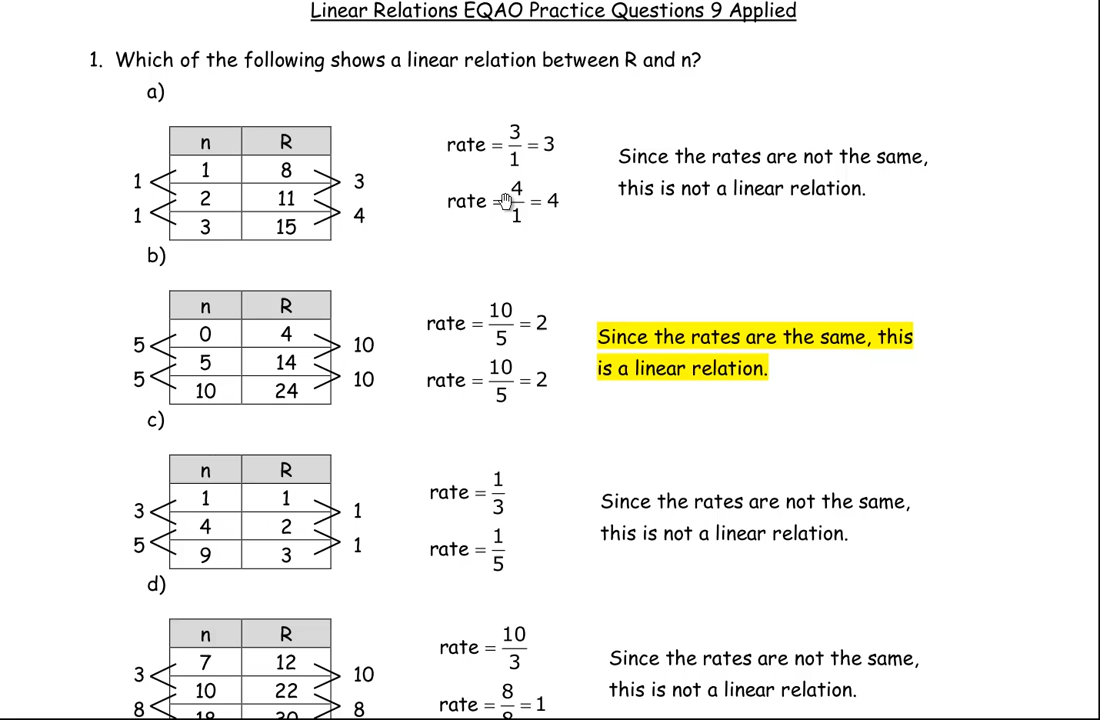 Linear Relations EQAO Practice Questions 9 Applied
1. Which of the following shows a linear relation between R and n?
a)
n R
1 8
2 11
3 15
1 3
1 4
rate = 3/1 = 3
rate = 4/1 = 4
Since the rates are not the same,
this is not a linear relation.
b)
n R
0 4
5 14
10 24
5 10
5 10
rate = 10/5 = 2
rate = 10/5 = 2
Since the rates are the same, this
is a linear relation.
c)
n R
1 1
4 2
9 3
3 1
5 1
rate = 1/3
rate = 1/5
Since the rates are not the same,
this is not a linear relation.
d)
n R
7 12
10 22
18 30
3 10
8 8
rate = 10/3
rate = 8/8 = 1
Since the rates are not the same,
this is not a linear relation.